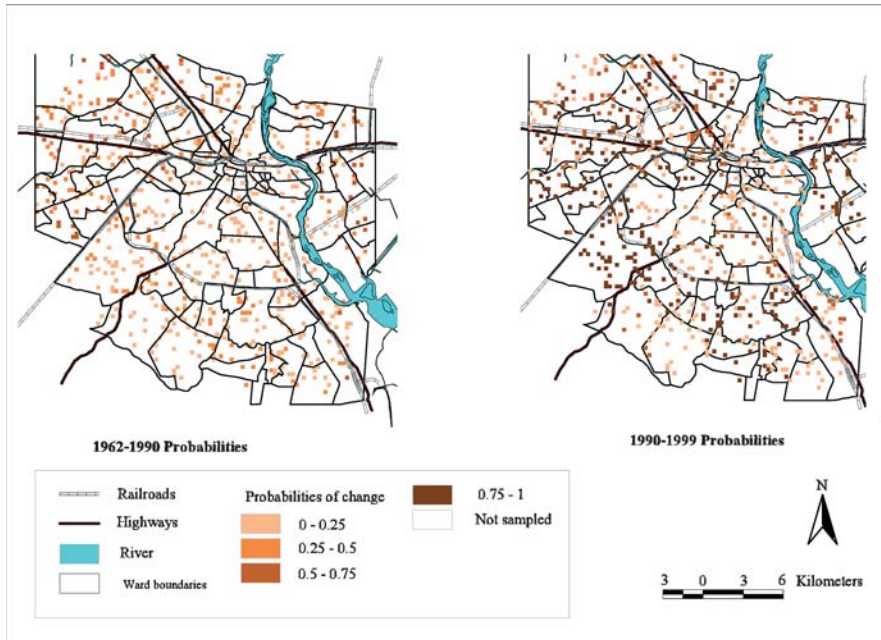 1962-1990 Probabilities
1990-1999 Probabilities
Railroads
Highways
River
Ward boundaries
Probabilities of change
0 - 0.25
0.25 - 0.5
0.5 - 0.75
0.75 - 1
Not sampled
N
3 0 3 6 Kilometers